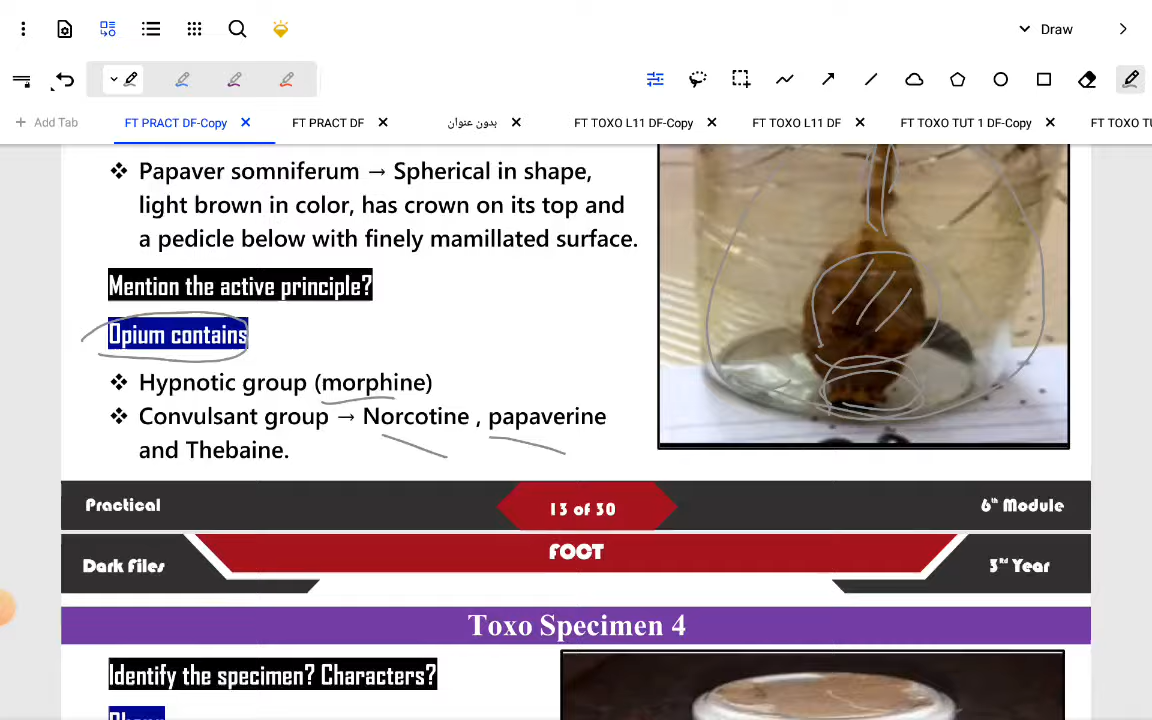 Draw
Add Tab
FT PRACT DF-Copy
FT PRACT DF
بدون عنوان
FT TOXO L11 DF-Copy
FT TOXO L11 DF
FT TOXO TUT 1 DF-Copy
FT TOXO TU
❖ Papaver somniferum → Spherical in shape,
light brown in color, has crown on its top and
a pedicle below with finely mamillated surface.
Mention the active principle?
Opium contains
❖ Hypnotic group (morphine)
❖ Convulsant group → Norcotine , papaverine
and Thebaine.
Practical
13 of 30
6th Module
Dark Files
FOCT
3rd Year
Toxo Specimen 4
Identify the specimen? Characters?